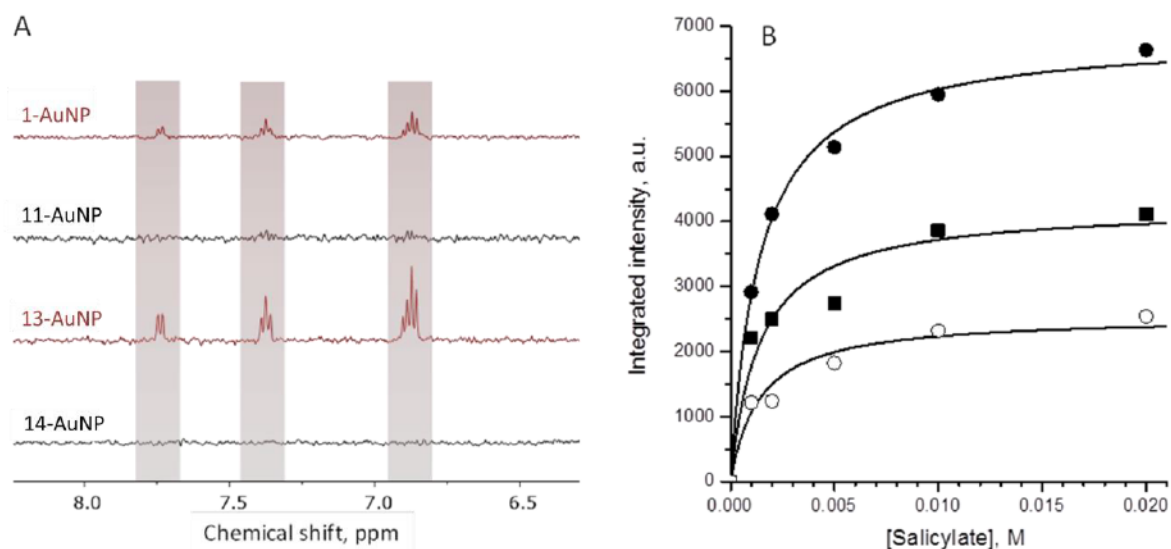 A
1-AuNP
11-AuNP
13-AuNP
14-AuNP
8.0 7.5 7.0 6.5
Chemical shift, ppm
B
7000
6000
5000
4000
3000
2000
1000
0
Integrated intensity, a.u.
0.000 0.005 0.010 0.015 0.020
[Salicylate], M